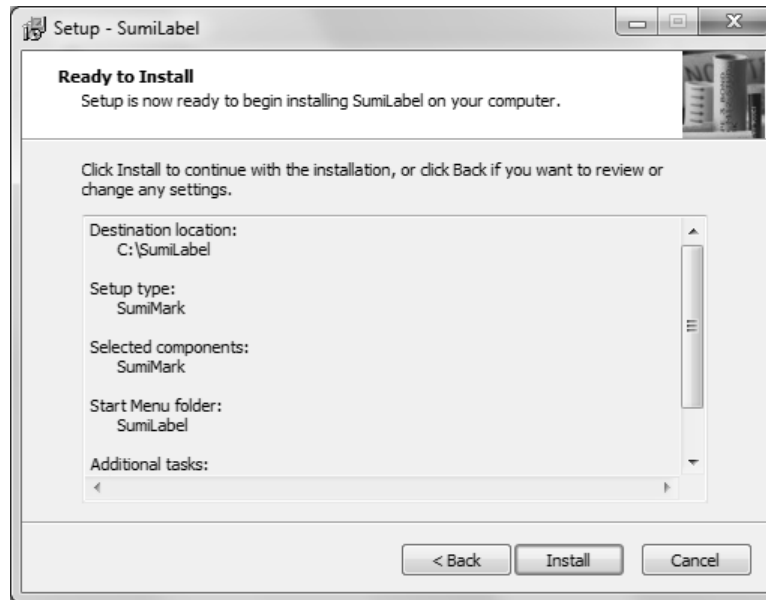 Setup - SumiLabel
Ready to Install
Setup is now ready to begin installing SumiLabel on your computer.
Click Install to continue with the installation, or click Back if you want to review or
change any settings.
Destination location:
C:\SumiLabel
Setup type:
SumiMark
Selected components:
SumiMark
Start Menu folder:
SumiLabel
Additional tasks:
< Back
Install
Cancel